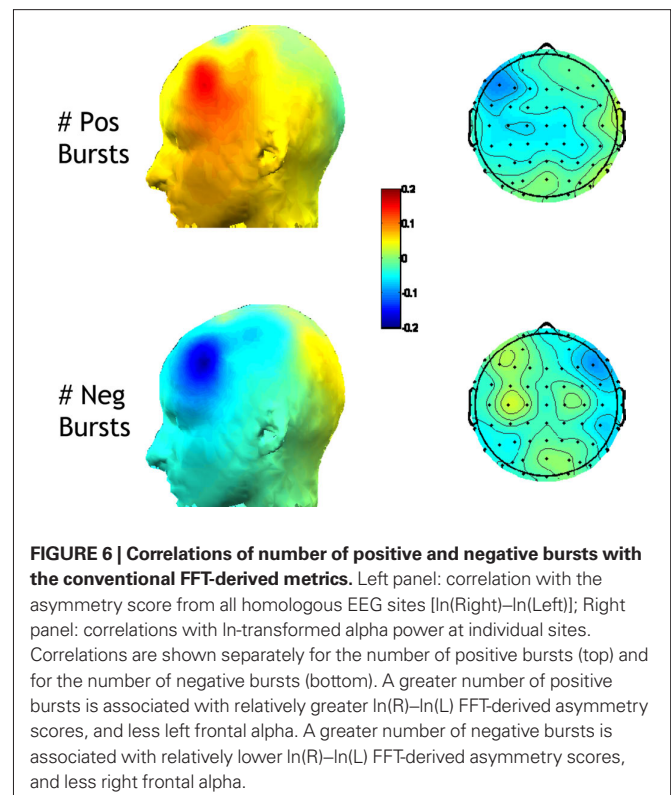 # Pos
Bursts
0.2
0.1
0
-0.1
-0.2
# Neg
Bursts
FIGURE 6 | Correlations of number of positive and negative bursts with
the conventional FFT-derived metrics. Left panel: correlation with the
asymmetry score from all homologous EEG sites [ln(Right)–ln(Left)]; Right
panel: correlations with ln-transformed alpha power at individual sites.
Correlations are shown separately for the number of positive bursts (top) and
for the number of negative bursts (bottom). A greater number of positive
bursts is associated with relatively greater ln(R)–ln(L) FFT-derived asymmetry
scores, and less left frontal alpha. A greater number of negative bursts is
associated with relatively lower ln(R)–ln(L) FFT-derived asymmetry scores,
and less right frontal alpha.